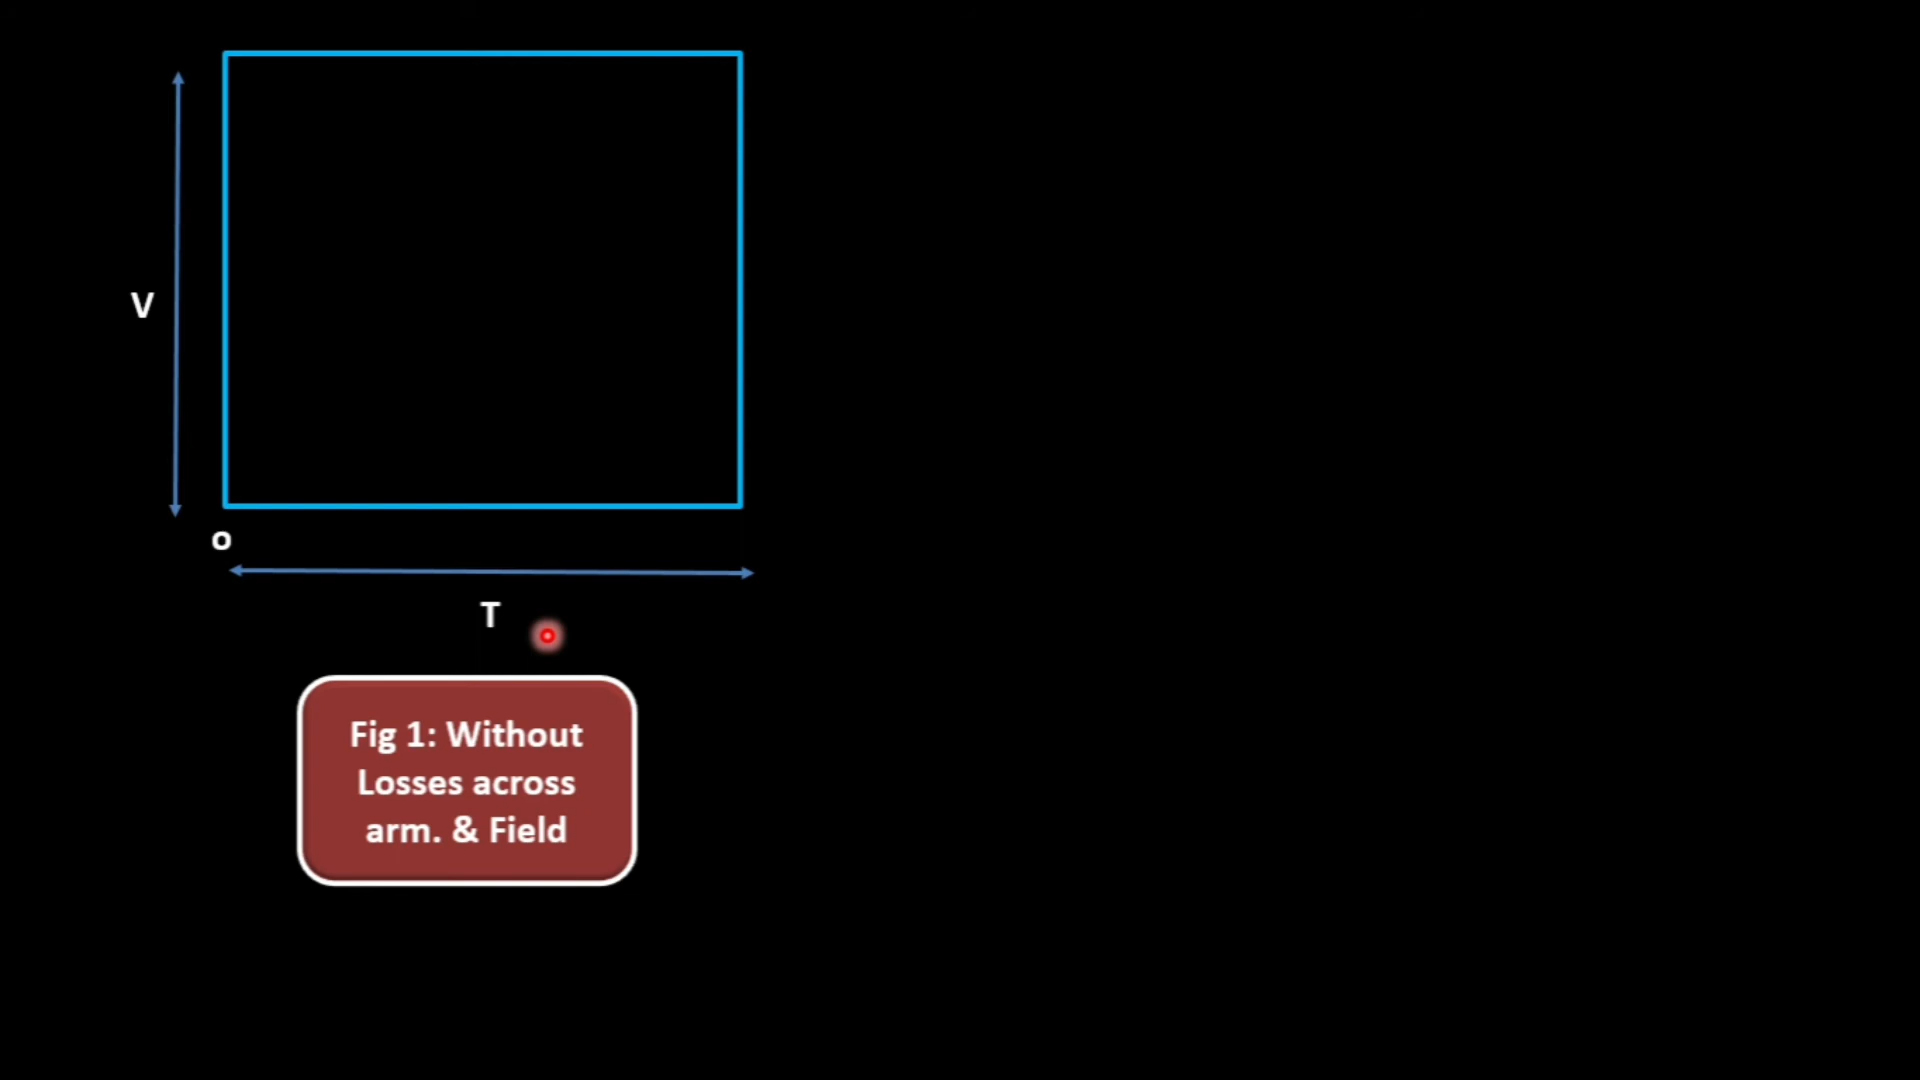 V
o
T
Fig 1: Without
Losses across
arm. & Field